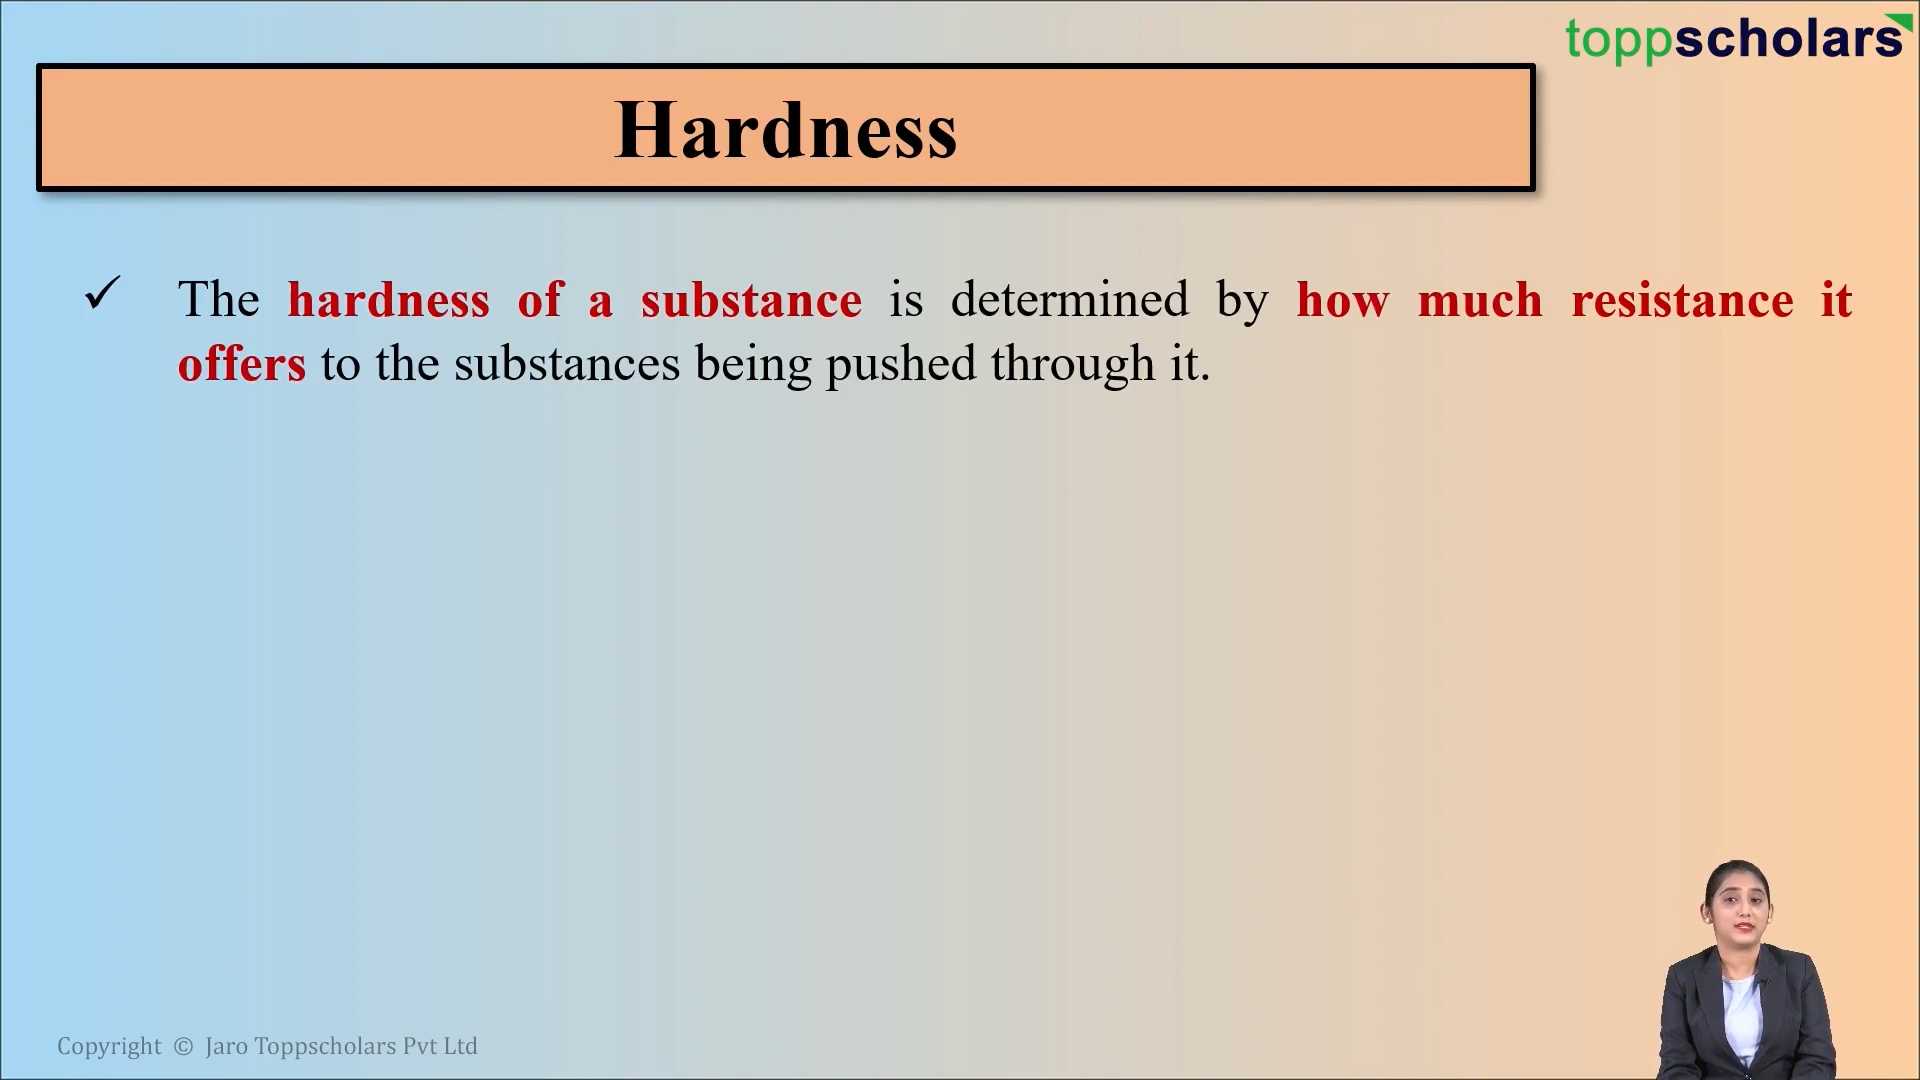 toppscholars
Hardness
✓ The hardness of a substance is determined by how much resistance it
offers to the substances being pushed through it.
Copyright © Jaro Toppscholars Pvt Ltd